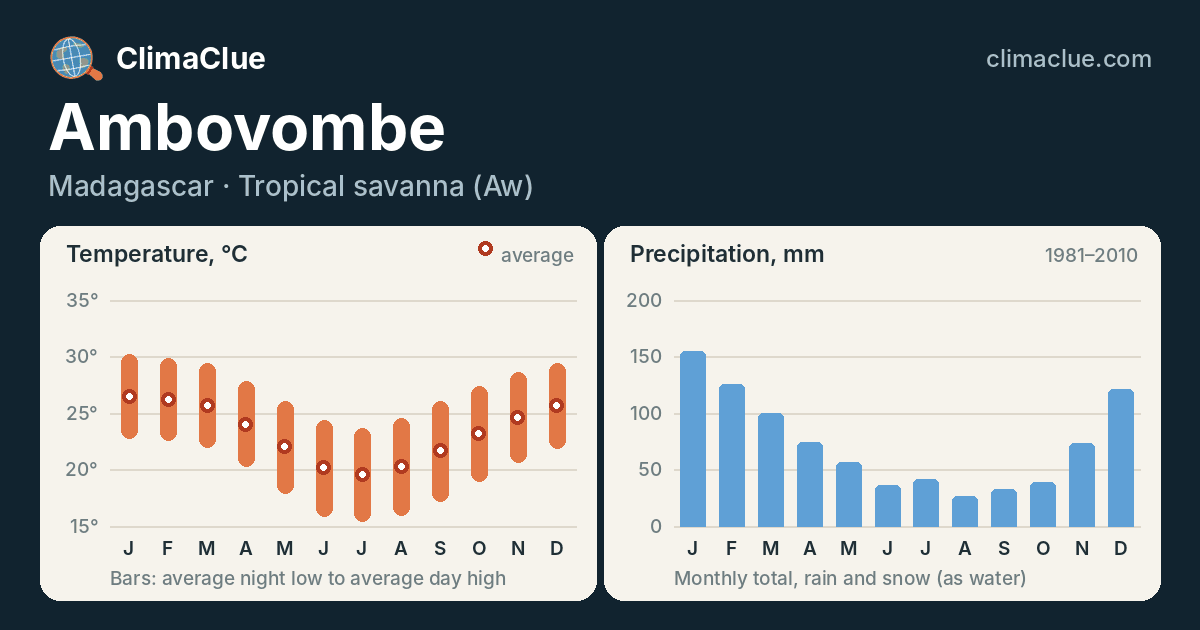 ClimaClue
climaclue.com
Ambovombe
Madagascar · Tropical savanna (Aw)
Temperature, °C
average
35°
30°
25°
20°
15°
J F M A M J J A S O N D
Bars: average night low to average day high
Precipitation, mm
1981–2010
200
150
100
50
0
J F M A M J J A S O N D
Monthly total, rain and snow (as water)